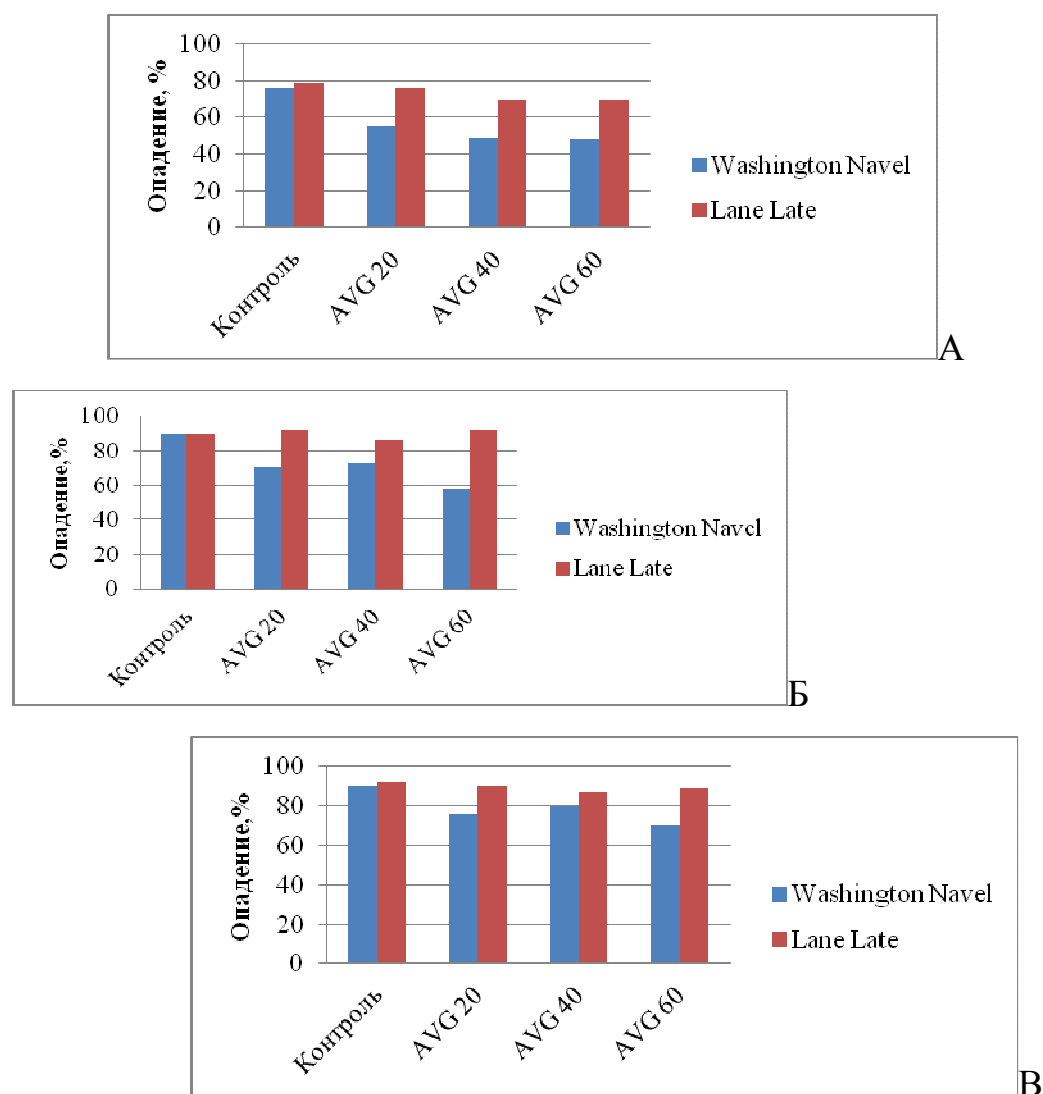 Опадение, %
100
80
60
40
20
0
Контроль
AVG 20
AVG 40
AVG 60
Washington Navel
Lane Late
А
Опадение,%
100
80
60
40
20
0
Контроль
AVG 20
AVG 40
AVG 60
Washington Navel
Lane Late
Б
Опадение,%
100
80
60
40
20
0
Контроль
AVG 20
AVG 40
AVG 60
Washington Navel
Lane Late
В